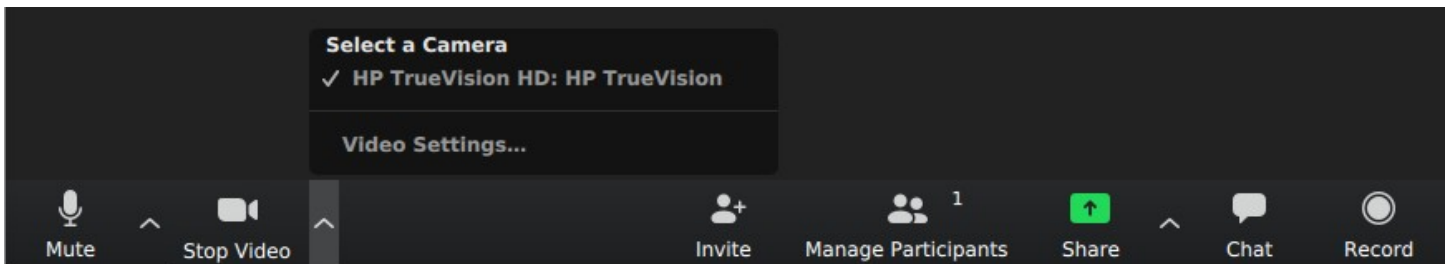 Select a Camera
✓ HP TrueVision HD: HP TrueVision
Video Settings...
1
Mute
Stop Video
Invite
Manage Participants
Share
Chat
Record